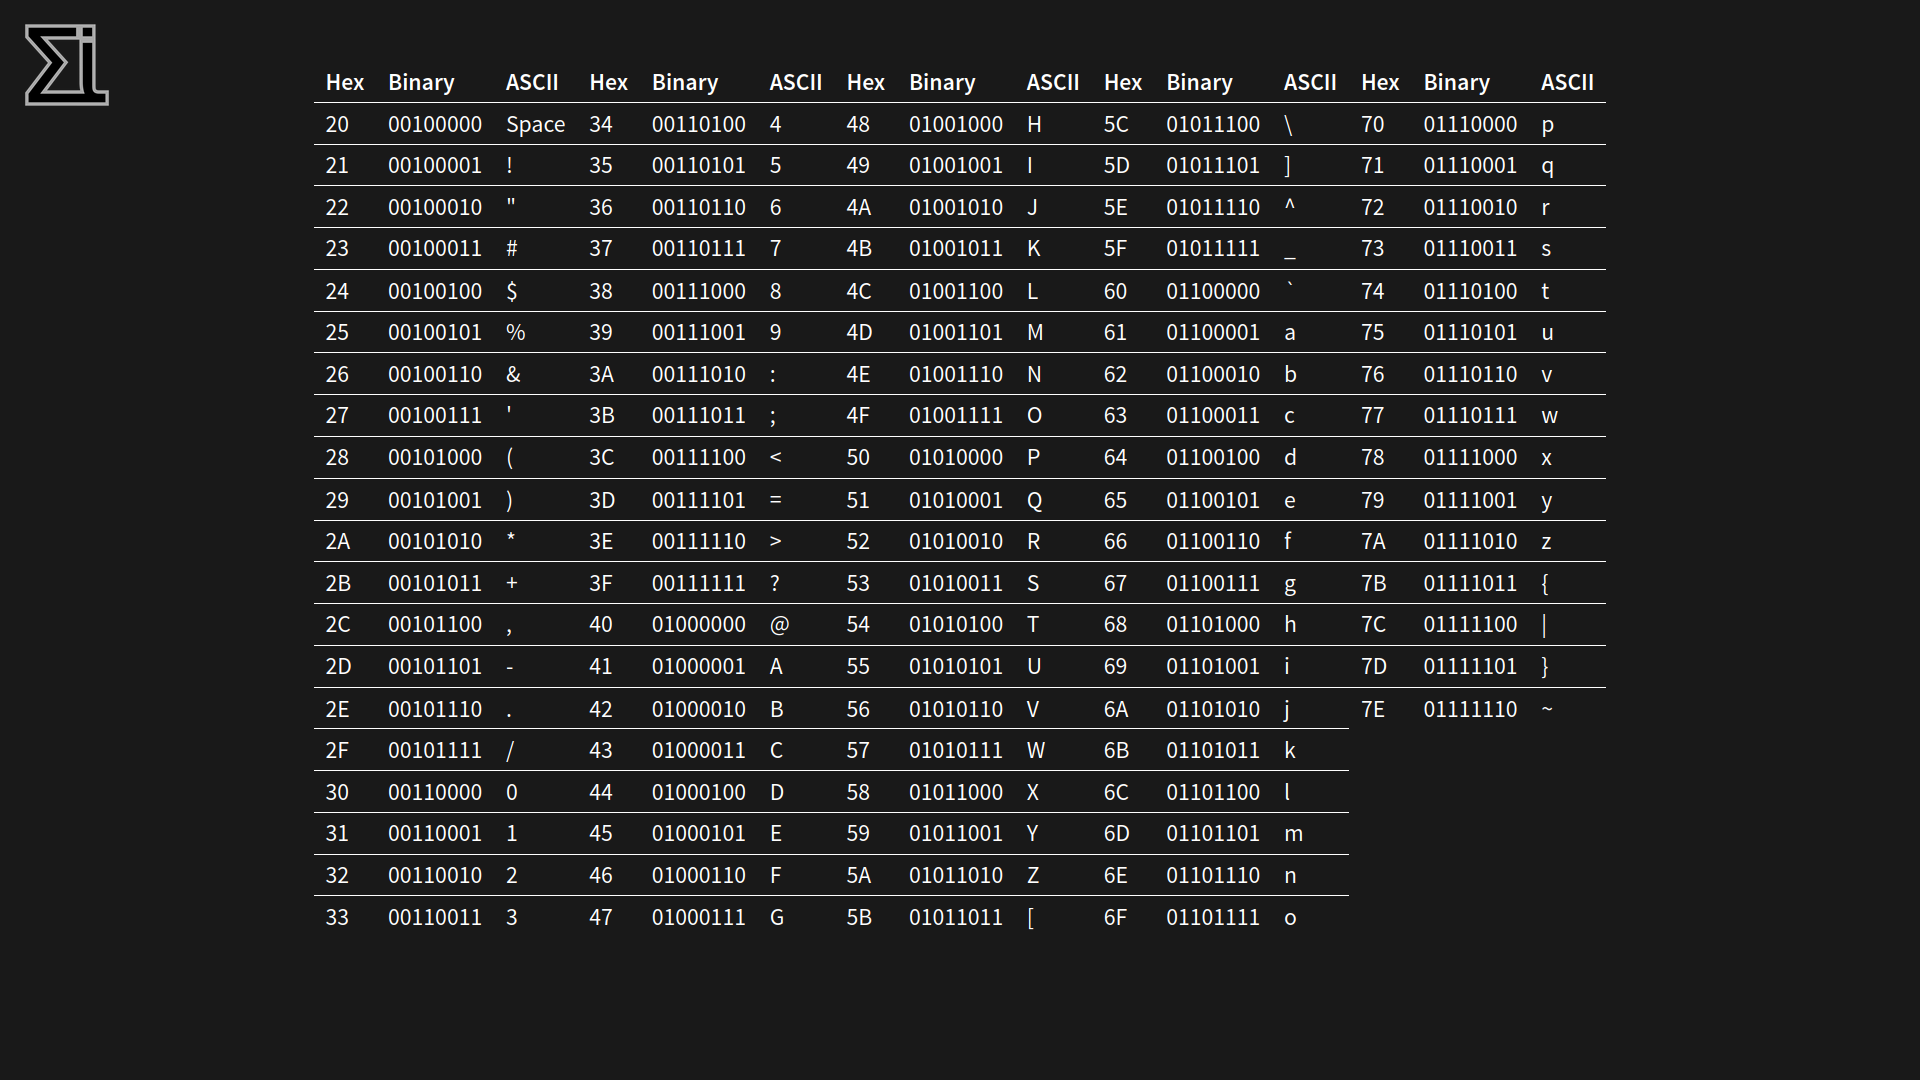 Σi
Hex Binary ASCII Hex Binary ASCII Hex Binary ASCII Hex Binary ASCII Hex Binary ASCII
20 00100000 Space 34 00110100 4 48 01001000 H 5C 01011100 \ 70 01110000 p
21 00100001 ! 35 00110101 5 49 01001001 I 5D 01011101 ] 71 01110001 q
22 00100010 " 36 00110110 6 4A 01001010 J 5E 01011110 ^ 72 01110010 r
23 00100011 # 37 00110111 7 4B 01001011 K 5F 01011111 _ 73 01110011 s
24 00100100 $ 38 00111000 8 4C 01001100 L 60 01100000 ` 74 01110100 t
25 00100101 % 39 00111001 9 4D 01001101 M 61 01100001 a 75 01110101 u
26 00100110 & 3A 00111010 : 4E 01001110 N 62 01100010 b 76 01110110 v
27 00100111 ' 3B 00111011 ; 4F 01001111 O 63 01100011 c 77 01110111 w
28 00101000 ( 3C 00111100 < 50 01010000 P 64 01100100 d 78 01111000 x
29 00101001 ) 3D 00111101 = 51 01010001 Q 65 01100101 e 79 01111001 y
2A 00101010 * 3E 00111110 > 52 01010010 R 66 01100110 f 7A 01111010 z
2B 00101011 + 3F 00111111 ? 53 01010011 S 67 01100111 g 7B 01111011 {
2C 00101100 , 40 01000000 @ 54 01010100 T 68 01101000 h 7C 01111100 |
2D 00101101 - 41 01000001 A 55 01010101 U 69 01101001 i 7D 01111101 }
2E 00101110 . 42 01000010 B 56 01010110 V 6A 01101010 j 7E 01111110 ~
2F 00101111 / 43 01000011 C 57 01010111 W 6B 01101011 k
30 00110000 0 44 01000100 D 58 01011000 X 6C 01101100 l
31 00110001 1 45 01000101 E 59 01011001 Y 6D 01101101 m
32 00110010 2 46 01000110 F 5A 01011010 Z 6E 01101110 n
33 00110011 3 47 01000111 G 5B 01011011 [ 6F 01101111 o